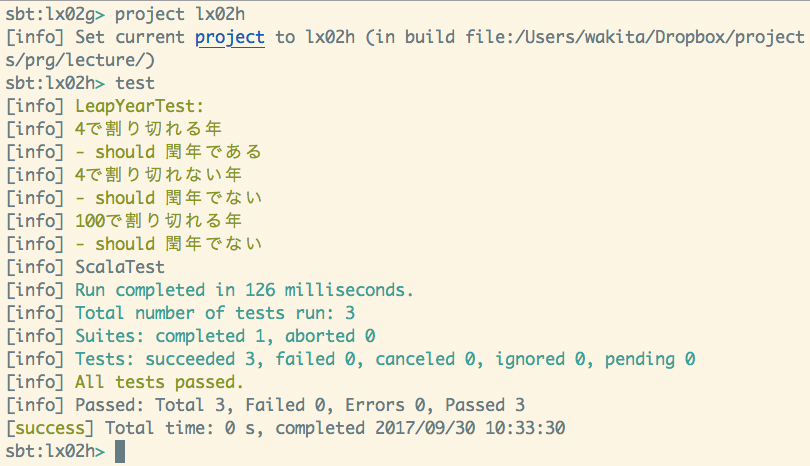 sbt:lx02g> project lx02h
[info] Set current project to lx02h (in build file:/Users/wakita/Dropbox/project
s/prg/lecture/)
sbt:lx02h> test
[info] LeapYearTest:
[info] 4で割り切れる年
[info] - should 閏年である
[info] 4で割り切れない年
[info] - should 閏年でない
[info] 100で割り切れる年
[info] - should 閏年でない
[info] ScalaTest
[info] Run completed in 126 milliseconds.
[info] Total number of tests run: 3
[info] Suites: completed 1, aborted 0
[info] Tests: succeeded 3, failed 0, canceled 0, ignored 0, pending 0
[info] All tests passed.
[info] Passed: Total 3, Failed 0, Errors 0, Passed 3
[success] Total time: 0 s, completed 2017/09/30 10:33:30
sbt:lx02h>